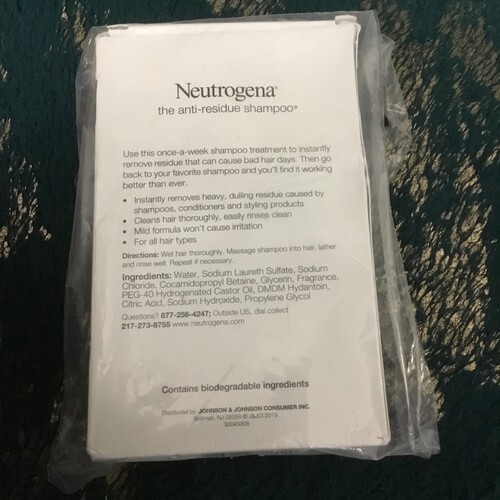 Neutrogena®
the anti-residue shampoo®
Use this once-a-week shampoo treatment to instantly
remove residue that can cause bad hair days. Then go
back to your favorite shampoo and you'll find it working
better than ever.
• Instantly removes heavy, dulling residue caused by
shampoos, conditioners and styling products
• Cleans hair thoroughly, easily rinses clean
• Mild formula won't cause irritation
• For all hair types
Directions: Wet hair thoroughly. Massage shampoo into hair, lather
and rinse well. Repeat if necessary.
Ingredients: Water, Sodium Laureth Sulfate, Sodium
Chloride, Cocamidopropyl Betaine, Glycerin, Fragrance,
PEG-40 Hydrogenated Castor Oil, DMDM Hydantoin,
Citric Acid, Sodium Hydroxide, Propylene Glycol
Questions? 877-256-4247; Outside US, dial collect
217-273-8755 www.neutrogena.com
Contains biodegradable ingredients
Distributed by: JOHNSON & JOHNSON CONSUMER INC.
Skillman, NJ 08558 © J&JCI 2013